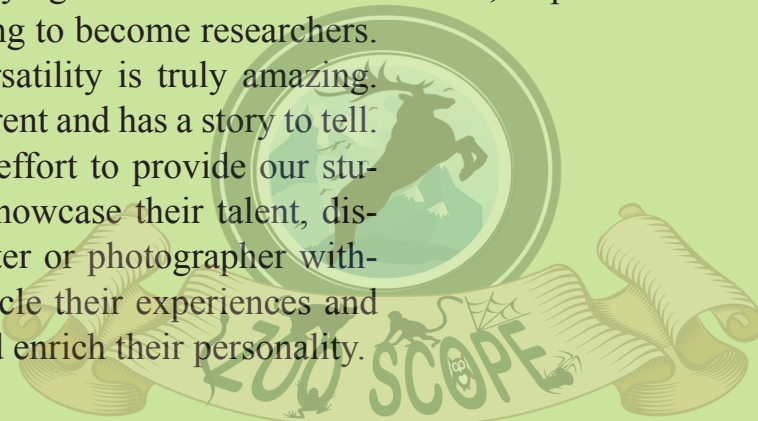 ng to become researchers.
rsatility is truly amazing.
rent and has a story to tell.
effort to provide our stu-
howcase their talent, dis-
ter or photographer with-
cle their experiences and
d enrich their personality.
ZOO SCOPE